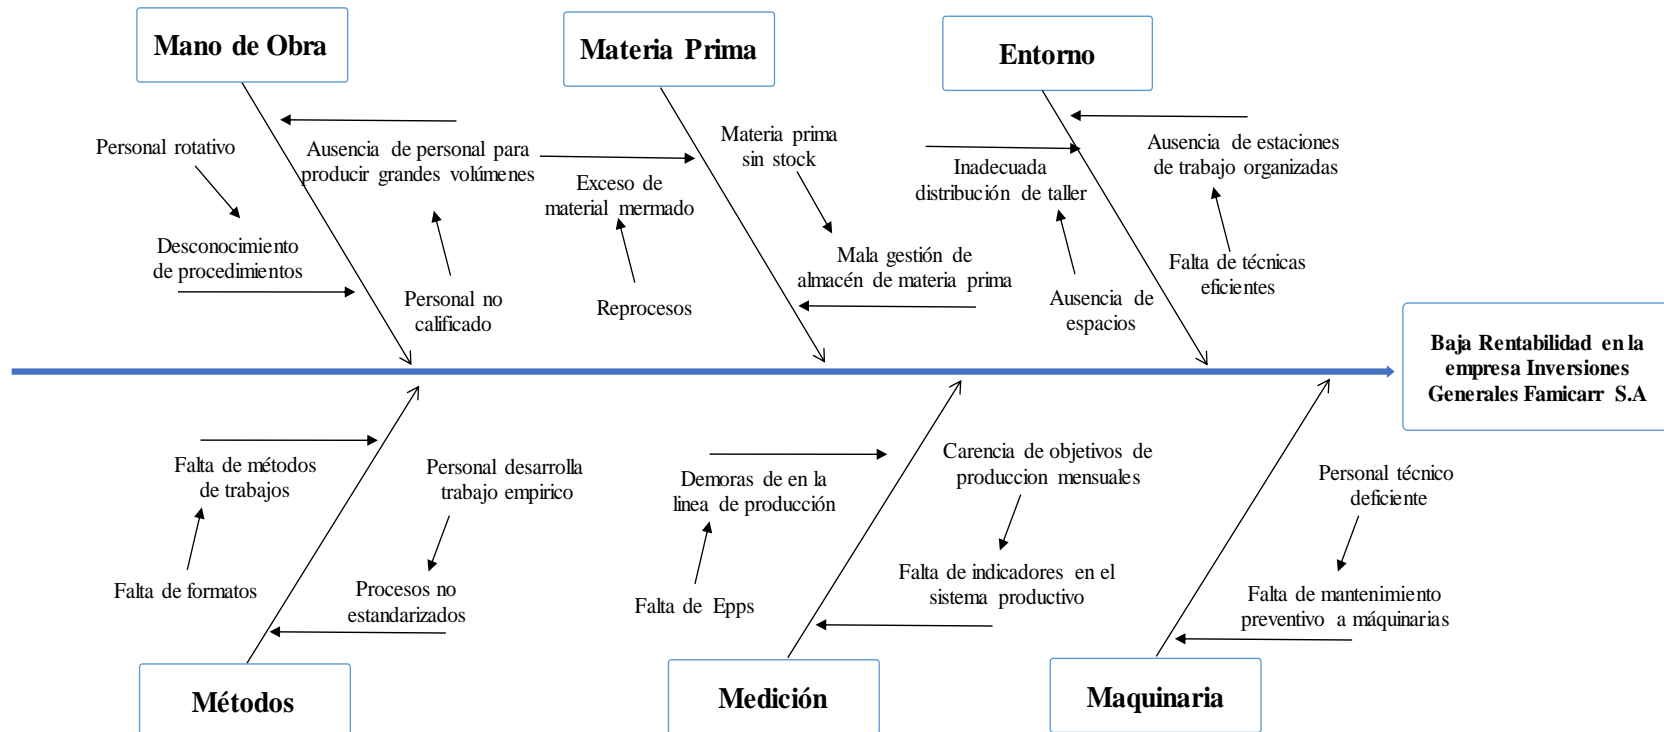 Mano de Obra
Materia Prima
Entorno
Personal rotativo
Ausencia de personal para
producir grandes volúmenes
Desconocimiento
de procedimientos
Personal no
calificado
Exceso de
material mermado
Reprocesos
Materia prima
sin stock
Mala gestión de
almacén de materia prima
Inadecuada
distribución de taller
Ausencia de
espacios
Ausencia de estaciones
de trabajo organizadas
Falta de técnicas
eficientes
Baja Rentabilidad en la
empresa Inversiones
Generales Famicarr S.A
Falta de métodos
de trabajos
Falta de formatos
Personal desarrolla
trabajo empirico
Procesos no
estandarizados
Demoras de en la
linea de producción
Falta de Epps
Carencia de objetivos de
produccion mensuales
Falta de indicadores en el
sistema productivo
Personal técnico
deficiente
Falta de mantenimiento
preventivo a máquinarias
Métodos
Medición
Maquinaria